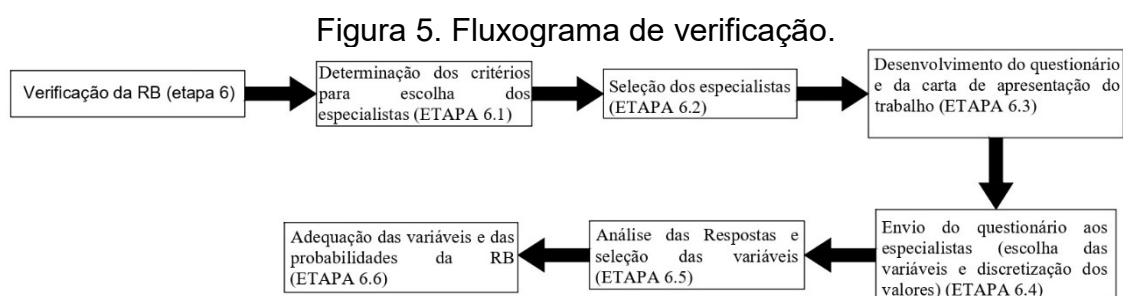 Figura 5. Fluxograma de verificação.
Verificação da RB (etapa 6)
Determinação dos critérios
para escolha dos
especialistas (ETAPA 6.1)
Seleção dos especialistas
(ETAPA 6.2)
Desenvolvimento do questionário
e da carta de apresentação do
trabalho (ETAPA 6.3)
Envio do questionário aos
especialistas (escolha das
variáveis e discretização dos
valores) (ETAPA 6.4)
Análise das Respostas e
seleção das variáveis
(ETAPA 6.5)
Adequação das variáveis e das
probabilidades da RB
(ETAPA 6.6)